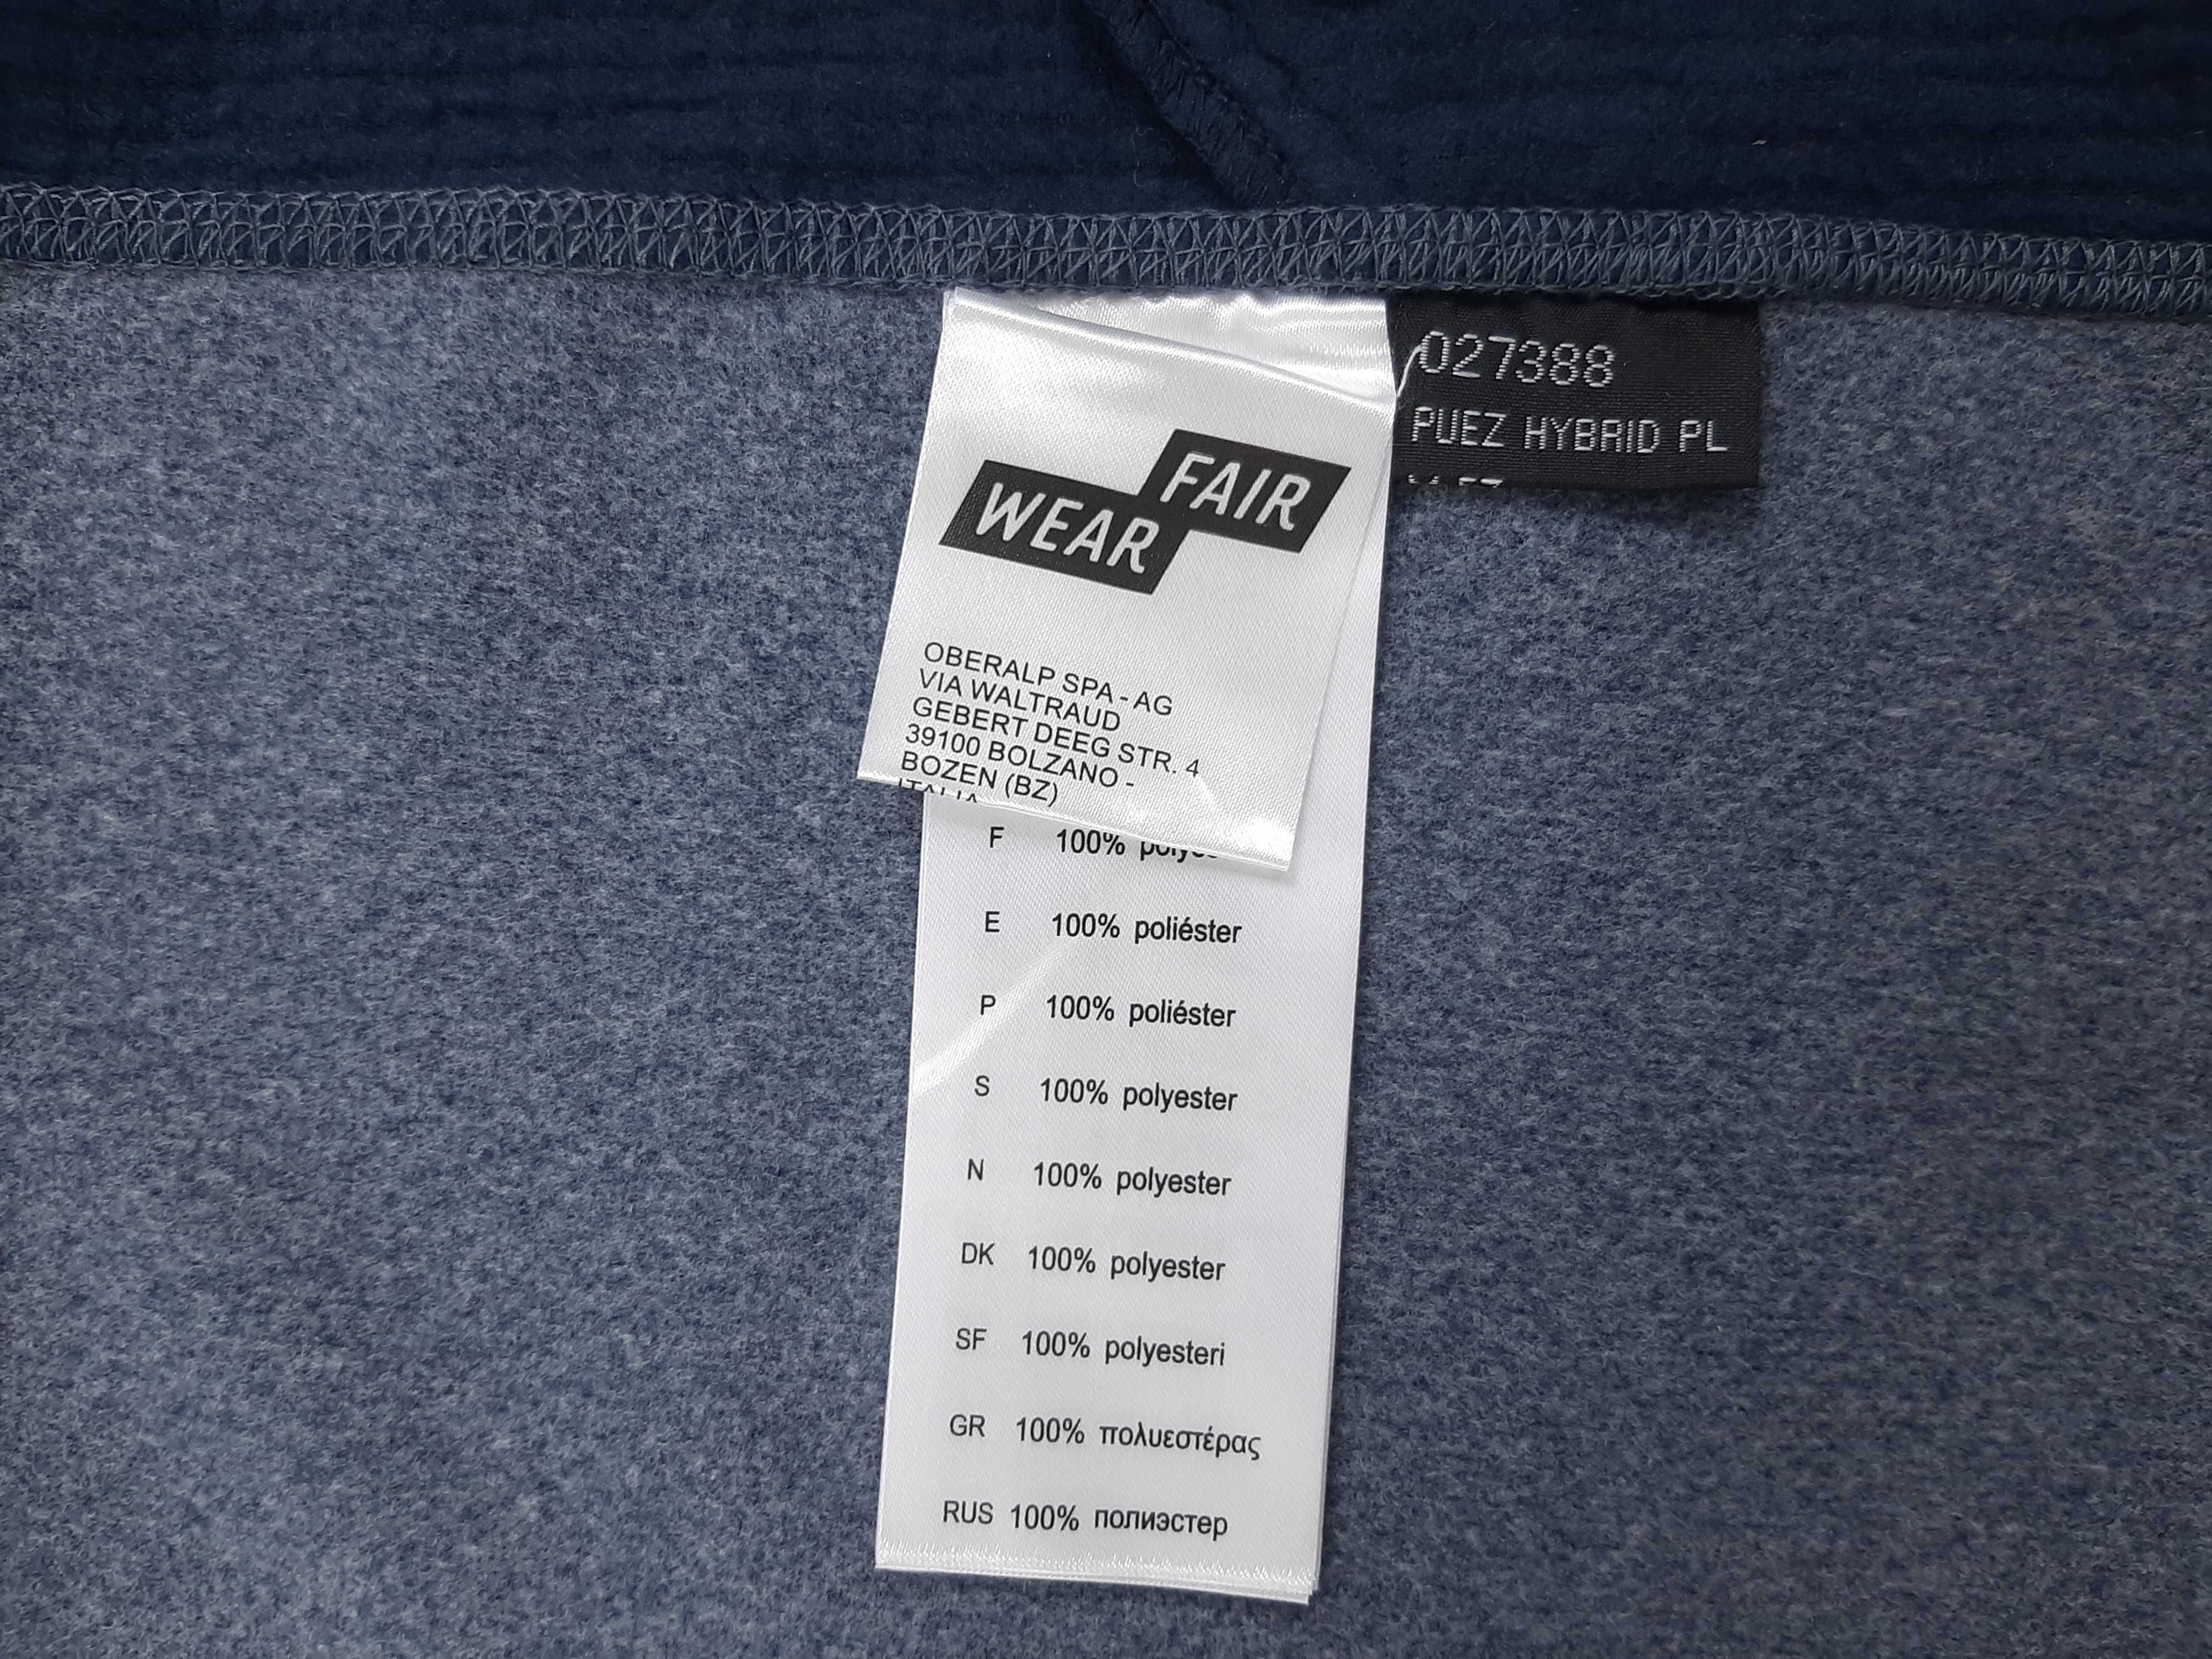 027388
PUEZ HYBRID PL
FAIR
WEAR
OBERALP SPA - AG
VIA WALTRAUD
GEBERT DEEG STR. 4
39100 BOLZANO -
BOZEN (BZ)
ITALIA
F 100%
E 100% poliéster
P 100% poliéster
S 100% polyester
N 100% polyester
DK 100% polyester
SF 100% polyesteri
GR 100% πολυεστέρας
RUS 100% полиэстер